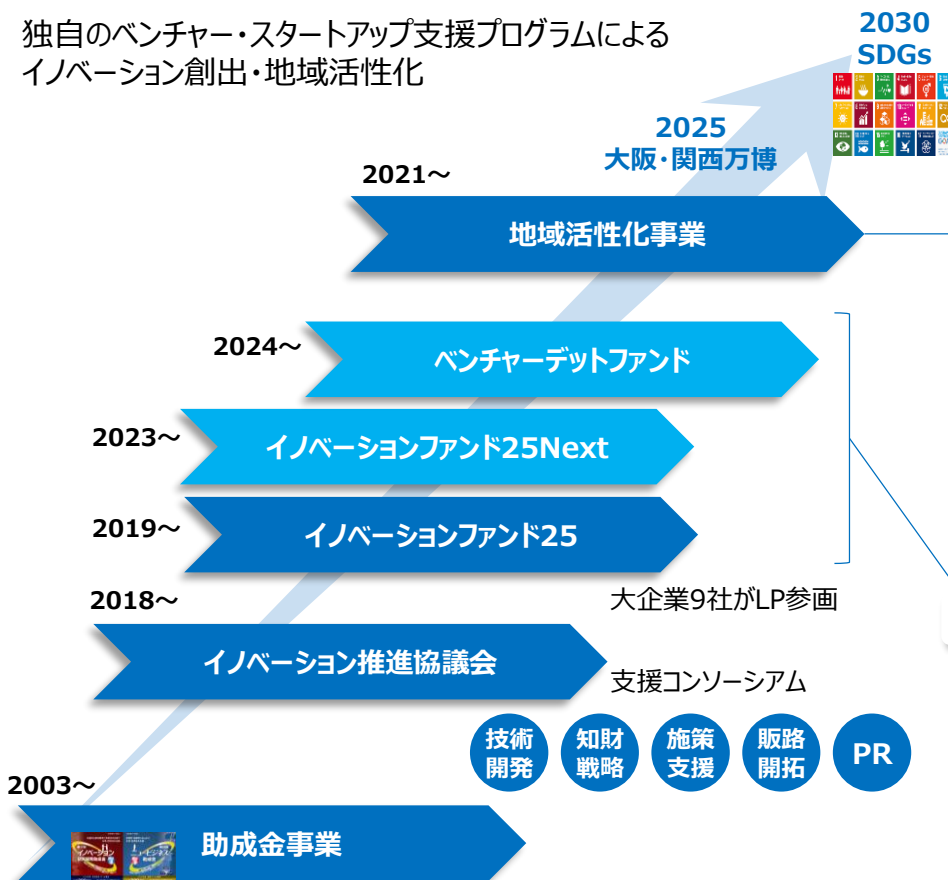 独自のベンチャー・スタートアップ支援プログラムによる
イノベーション創出・地域活性化
2030
SDGs
2025
大阪・関西万博
2021～
地域活性化事業
2024～
ベンチャーデットファンド
2023～
イノベーションファンド25Next
2019～
イノベーションファンド25
大企業9社がLP参画
2018～
イノベーション推進協議会
支援コンソーシアム
技術
開発
知財
戦略
施策
支援
販路
開拓
PR
2003～
助成金事業
イノベーション